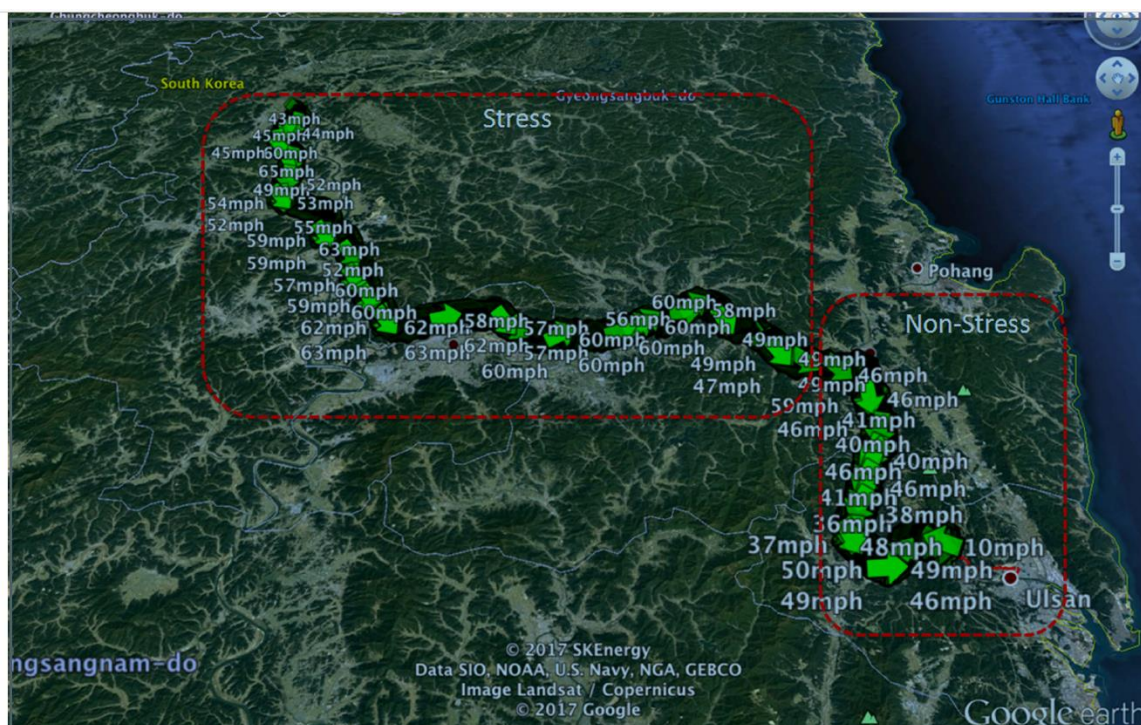 Chungcheongbuk-do
South Korea
Gyeongsangbuk-do
Gunston Hall Bank
Stress
43mph
44mph
45mph
45mph
60mph
65mph
52mph
49mph
54mph
53mph
52mph
55mph
59mph
63mph
59mph
52mph
57mph
60mph
59mph
60mph
62mph
62mph
58mph
57mph
56mph
60mph
58mph
60mph
60mph
63mph
63mph
62mph
57mph
60mph
60mph
60mph
49mph
49mph
47mph
Pohang
Non-Stress
49mph
49mph
46mph
59mph
46mph
46mph
41mph
40mph
40mph
46mph
46mph
41mph
38mph
36mph
37mph
48mph
10mph
50mph
49mph
49mph
46mph
Ulsan
ngsangnam-do
© 2017 SKEnergy
Data SIO, NOAA, U.S. Navy, NGA, GEBCO
Image Landsat / Copernicus
© 2017 Google
Google earth